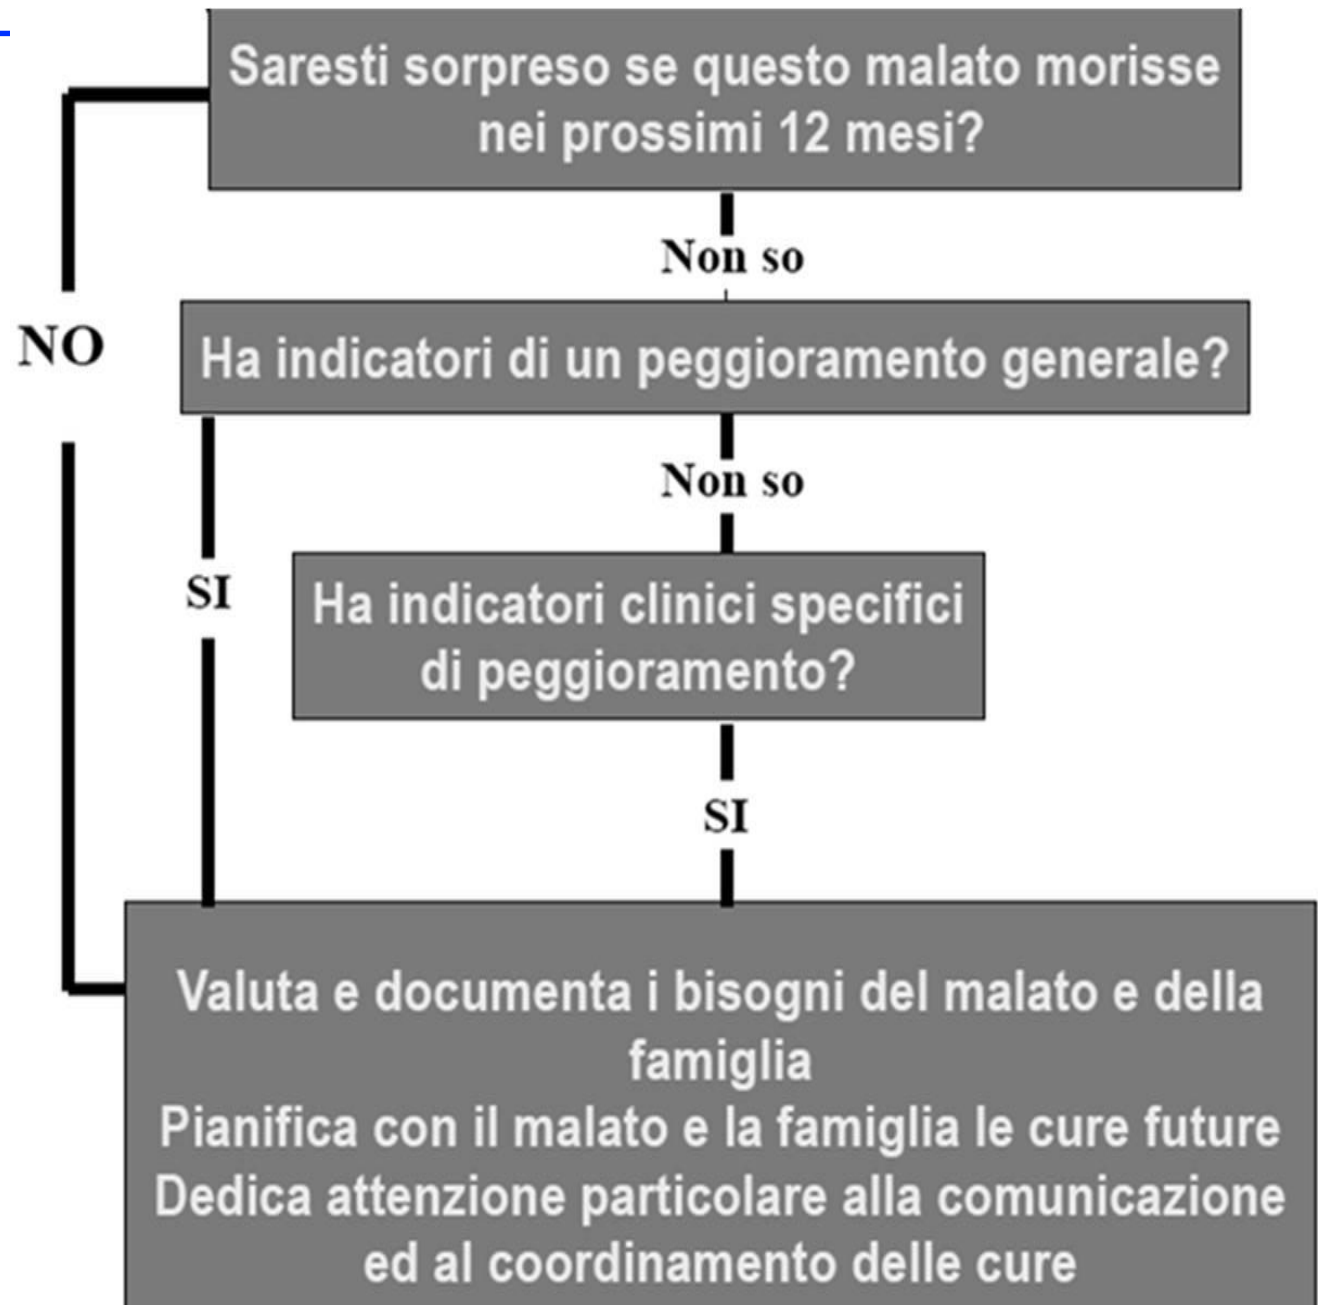 Saresti sorpreso se questo malato morisse
nei prossimi 12 mesi?
Non so
NO
Ha indicatori di un peggioramento generale?
Non so
SI
Ha indicatori clinici specifici
di peggioramento?
SI
Valuta e documenta i bisogni del malato e della
famiglia
Pianifica con il malato e la famiglia le cure future
Dedica attenzione particolare alla comunicazione
ed al coordinamento delle cure